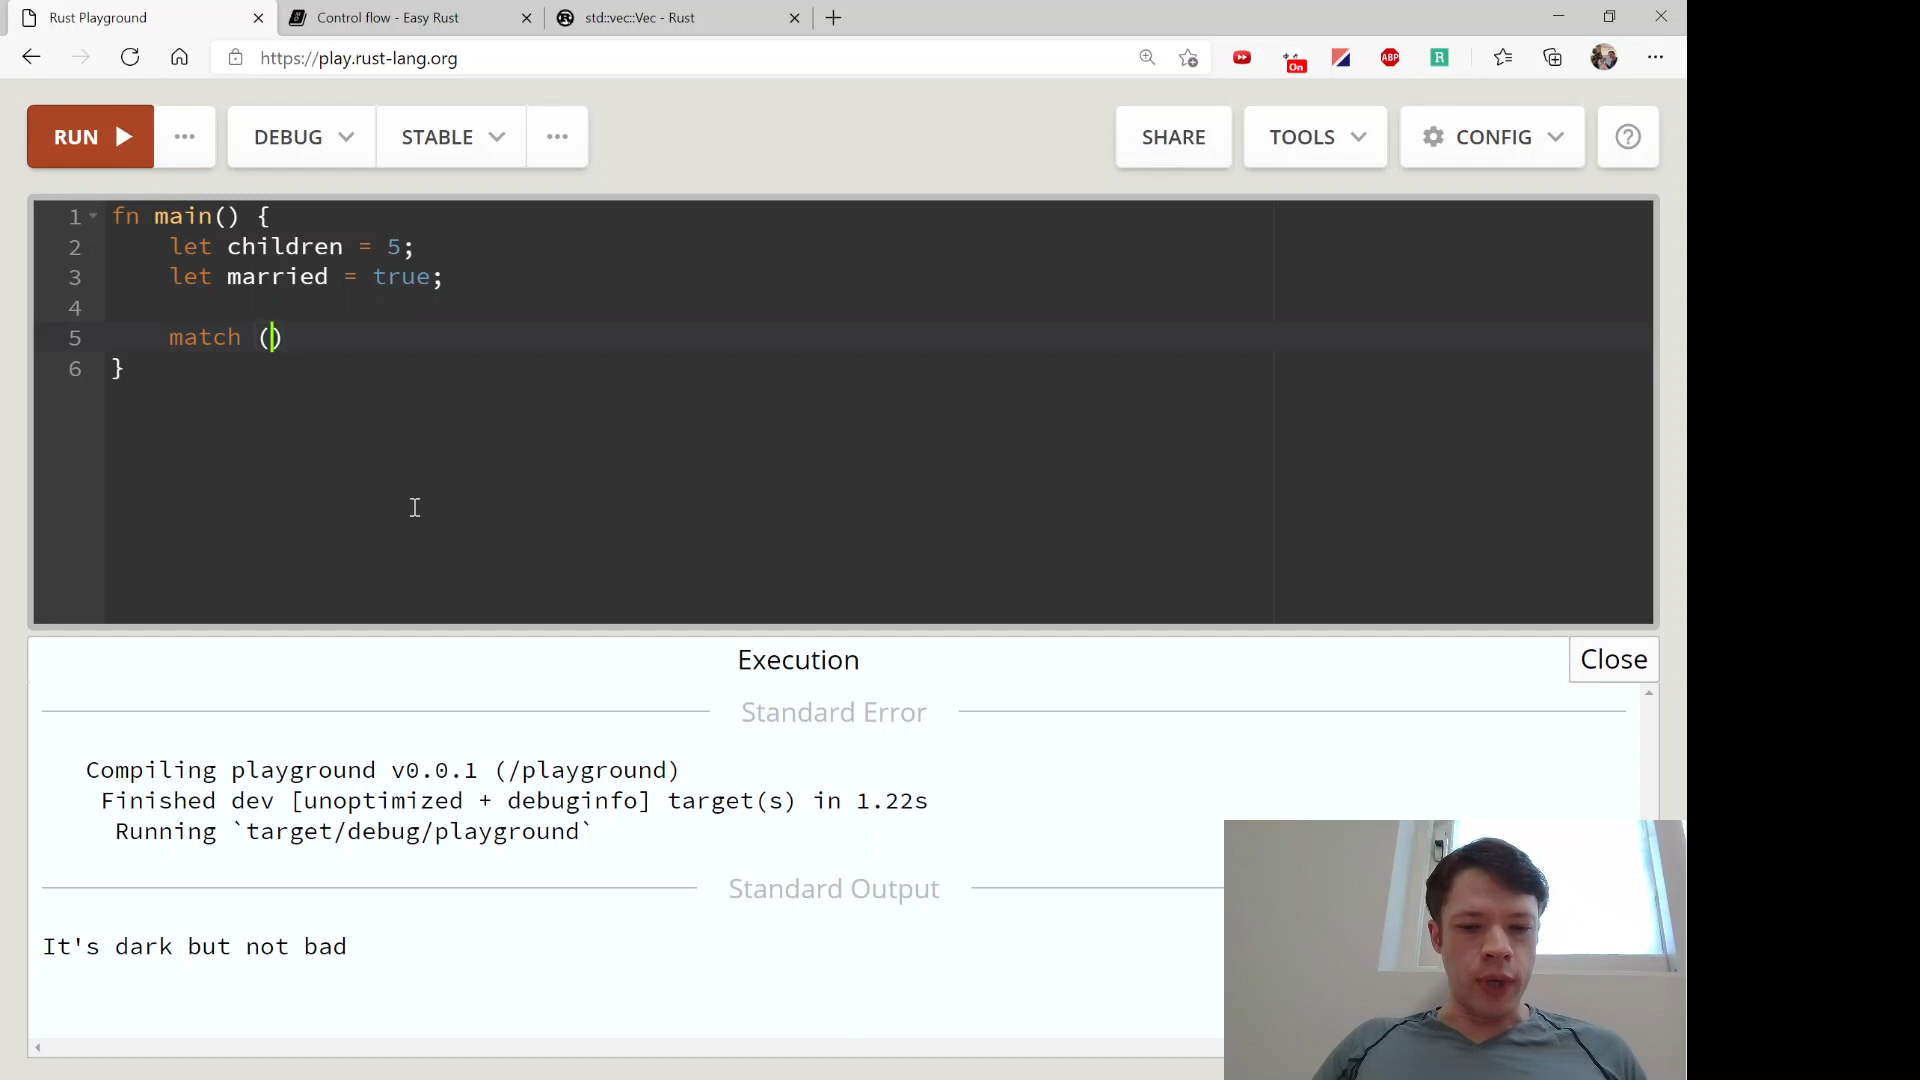 Rust Playground
Control flow - Easy Rust
std::vec::Vec - Rust
https://play.rust-lang.org
On
ABP
R
RUN
DEBUG
STABLE
SHARE
TOOLS
CONFIG
1 fn main() {
2 let children = 5;
3 let married = true;
4
5 match ()
6 }
Execution
Close
Standard Error
Compiling playground v0.0.1 (/playground)
Finished dev [unoptimized + debuginfo] target(s) in 1.22s
Running `target/debug/playground`
Standard Output
It's dark but not bad